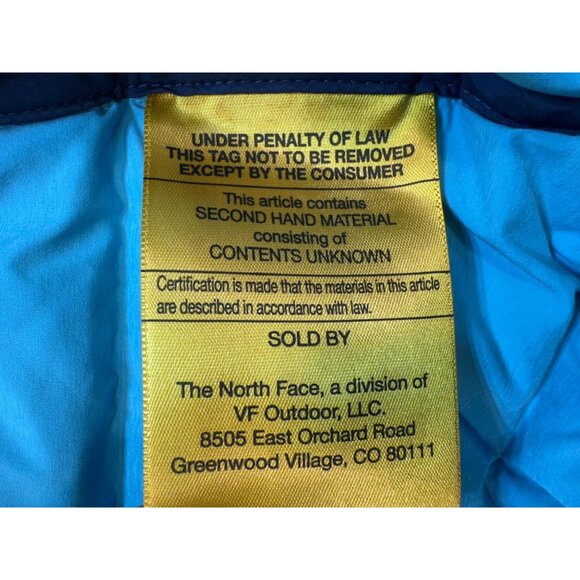 UNDER PENALTY OF LAW
THIS TAG NOT TO BE REMOVED
EXCEPT BY THE CONSUMER
This article contains
SECOND HAND MATERIAL
consisting of
CONTENTS UNKNOWN
Certification is made that the materials in this article
are described in accordance with law.
SOLD BY
The North Face, a division of
VF Outdoor, LLC.
8505 East Orchard Road
Greenwood Village, CO 80111